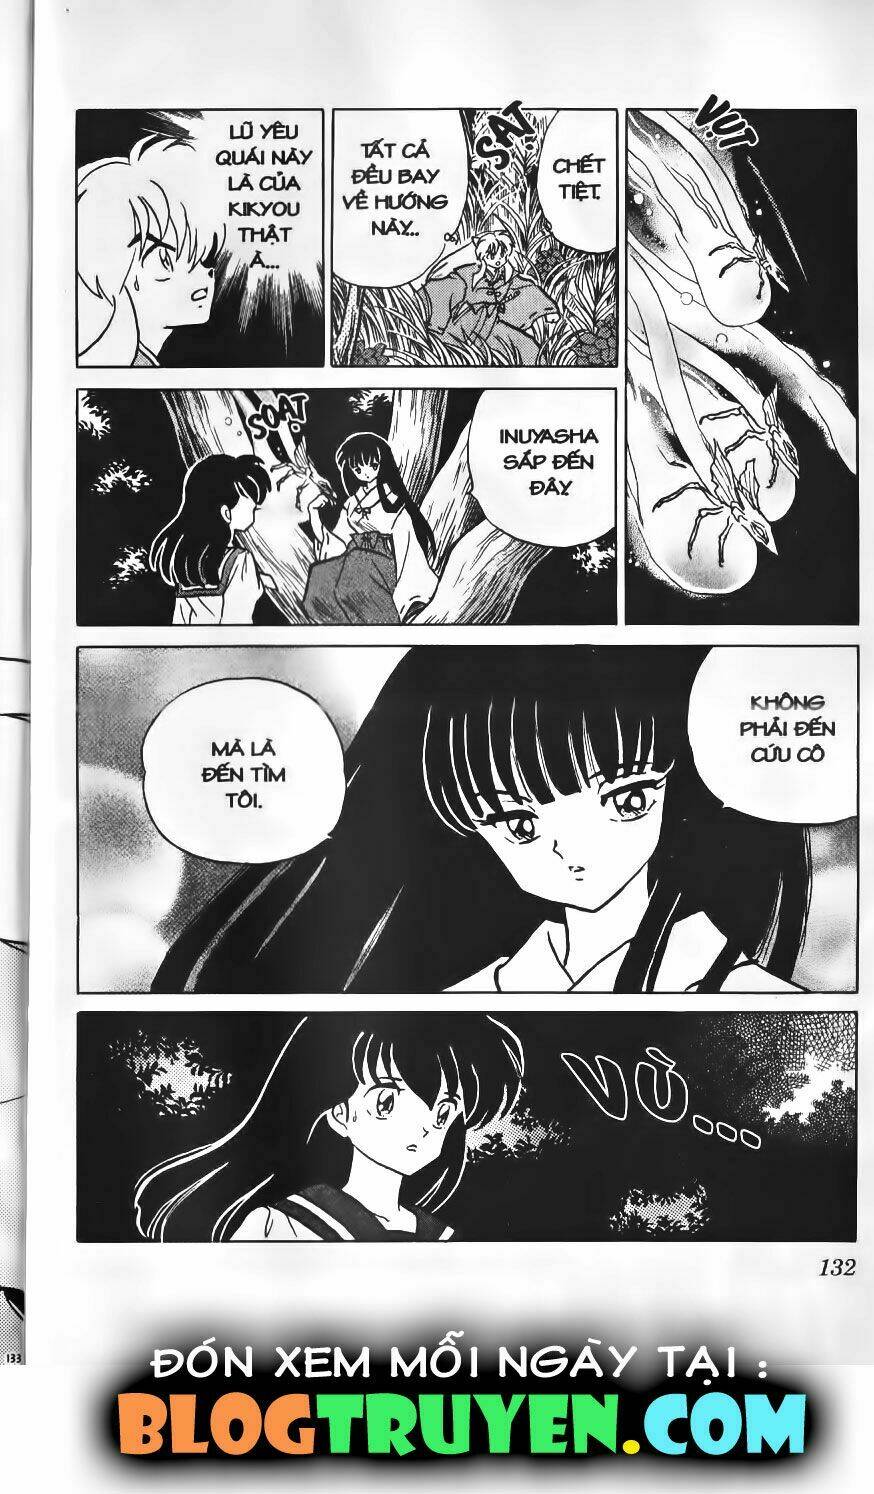 VỌT
CHẾT
TIỆT.
SẠT
TẤT CẢ
ĐỀU BAY
VỀ HƯỚNG
NÀY...
LŨ YÊU
QUÁI NÀY
LÀ CỦA
KIKYOU
THẬT
À...
INUYASHA
SẮP ĐẾN
ĐÂY.
SOẠT
KHÔNG
PHẢI ĐẾN
CỨU CÔ
MÀ LÀ
ĐẾN TÌM
TÔI.
VÙ...
132
133
ĐÓN XEM MỖI NGÀY TẠI :
BLOGTRUYEN.COM